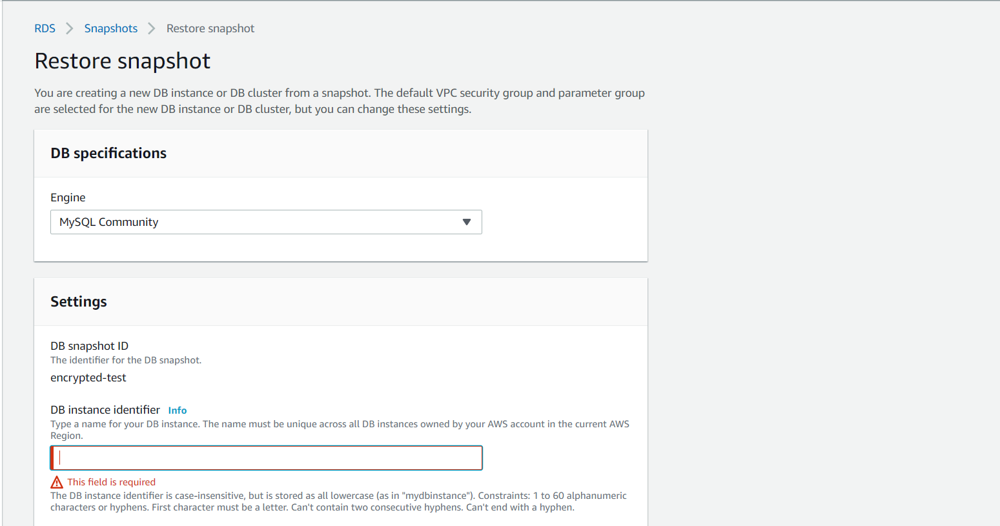 RDS > Snapshots > Restore snapshot
Restore snapshot
You are creating a new DB instance or DB cluster from a snapshot. The default VPC security group and parameter group
are selected for the new DB instance or DB cluster, but you can change these settings.
DB specifications
Engine
MySQL Community
Settings
DB snapshot ID
The identifier for the DB snapshot.
encrypted-test
DB instance identifier Info
Type a name for your DB instance. The name must be unique across all DB instances owned by your AWS account in the current AWS
Region.
This field is required
The DB instance identifier is case-insensitive, but is stored as all lowercase (as in "mydbinstance"). Constraints: 1 to 60 alphanumeric
characters or hyphens. First character must be a letter. Can't contain two consecutive hyphens. Can't end with a hyphen.